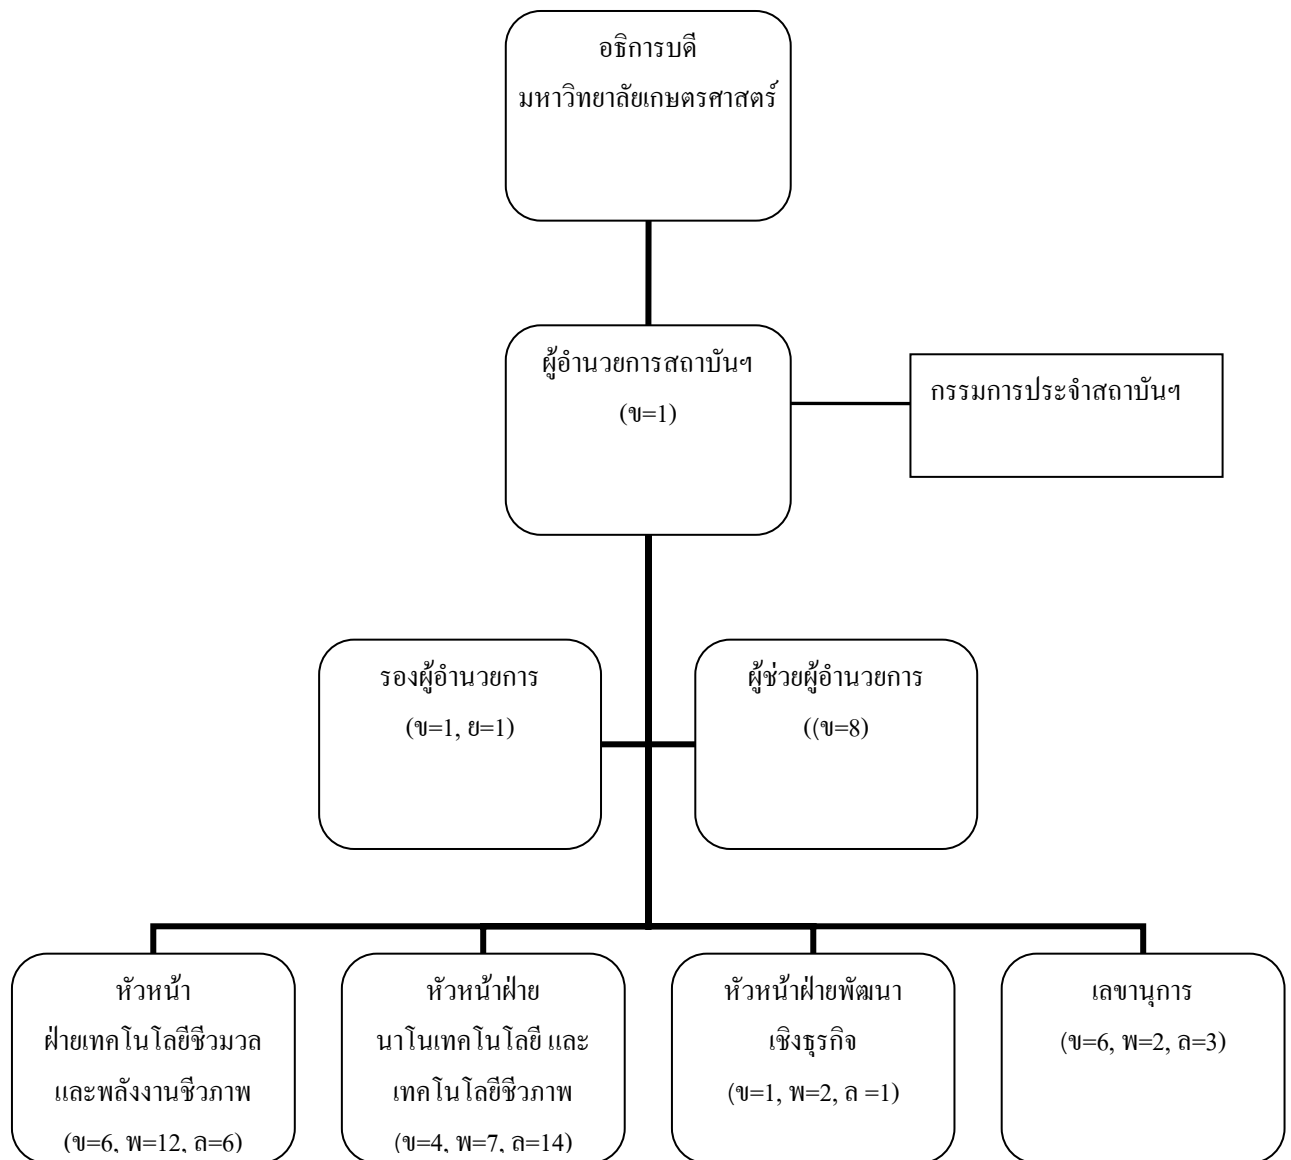 อธิการบดี
มหาวิทยาลัยเกษตรศาสตร์
ผู้อำนวยการสถาบันฯ
(ข=1)
กรรมการประจำสถาบันฯ
รองผู้อำนวยการ
(ข=1, ย=1)
ผู้ช่วยผู้อำนวยการ
((ข=8)
หัวหน้า
ฝ่ายเทคโนโลยีชีวมวล
และพลังงานชีวภาพ
(ข=6, พ=12, ล=6)
หัวหน้าฝ่าย
นาโนเทคโนโลยี และ
เทคโนโลยีชีวภาพ
(ข=4, พ=7, ล=14)
หัวหน้าฝ่ายพัฒนา
เชิงธุรกิจ
(ข=1, พ=2, ล =1)
เลขานุการ
(ข=6, พ=2, ล=3)